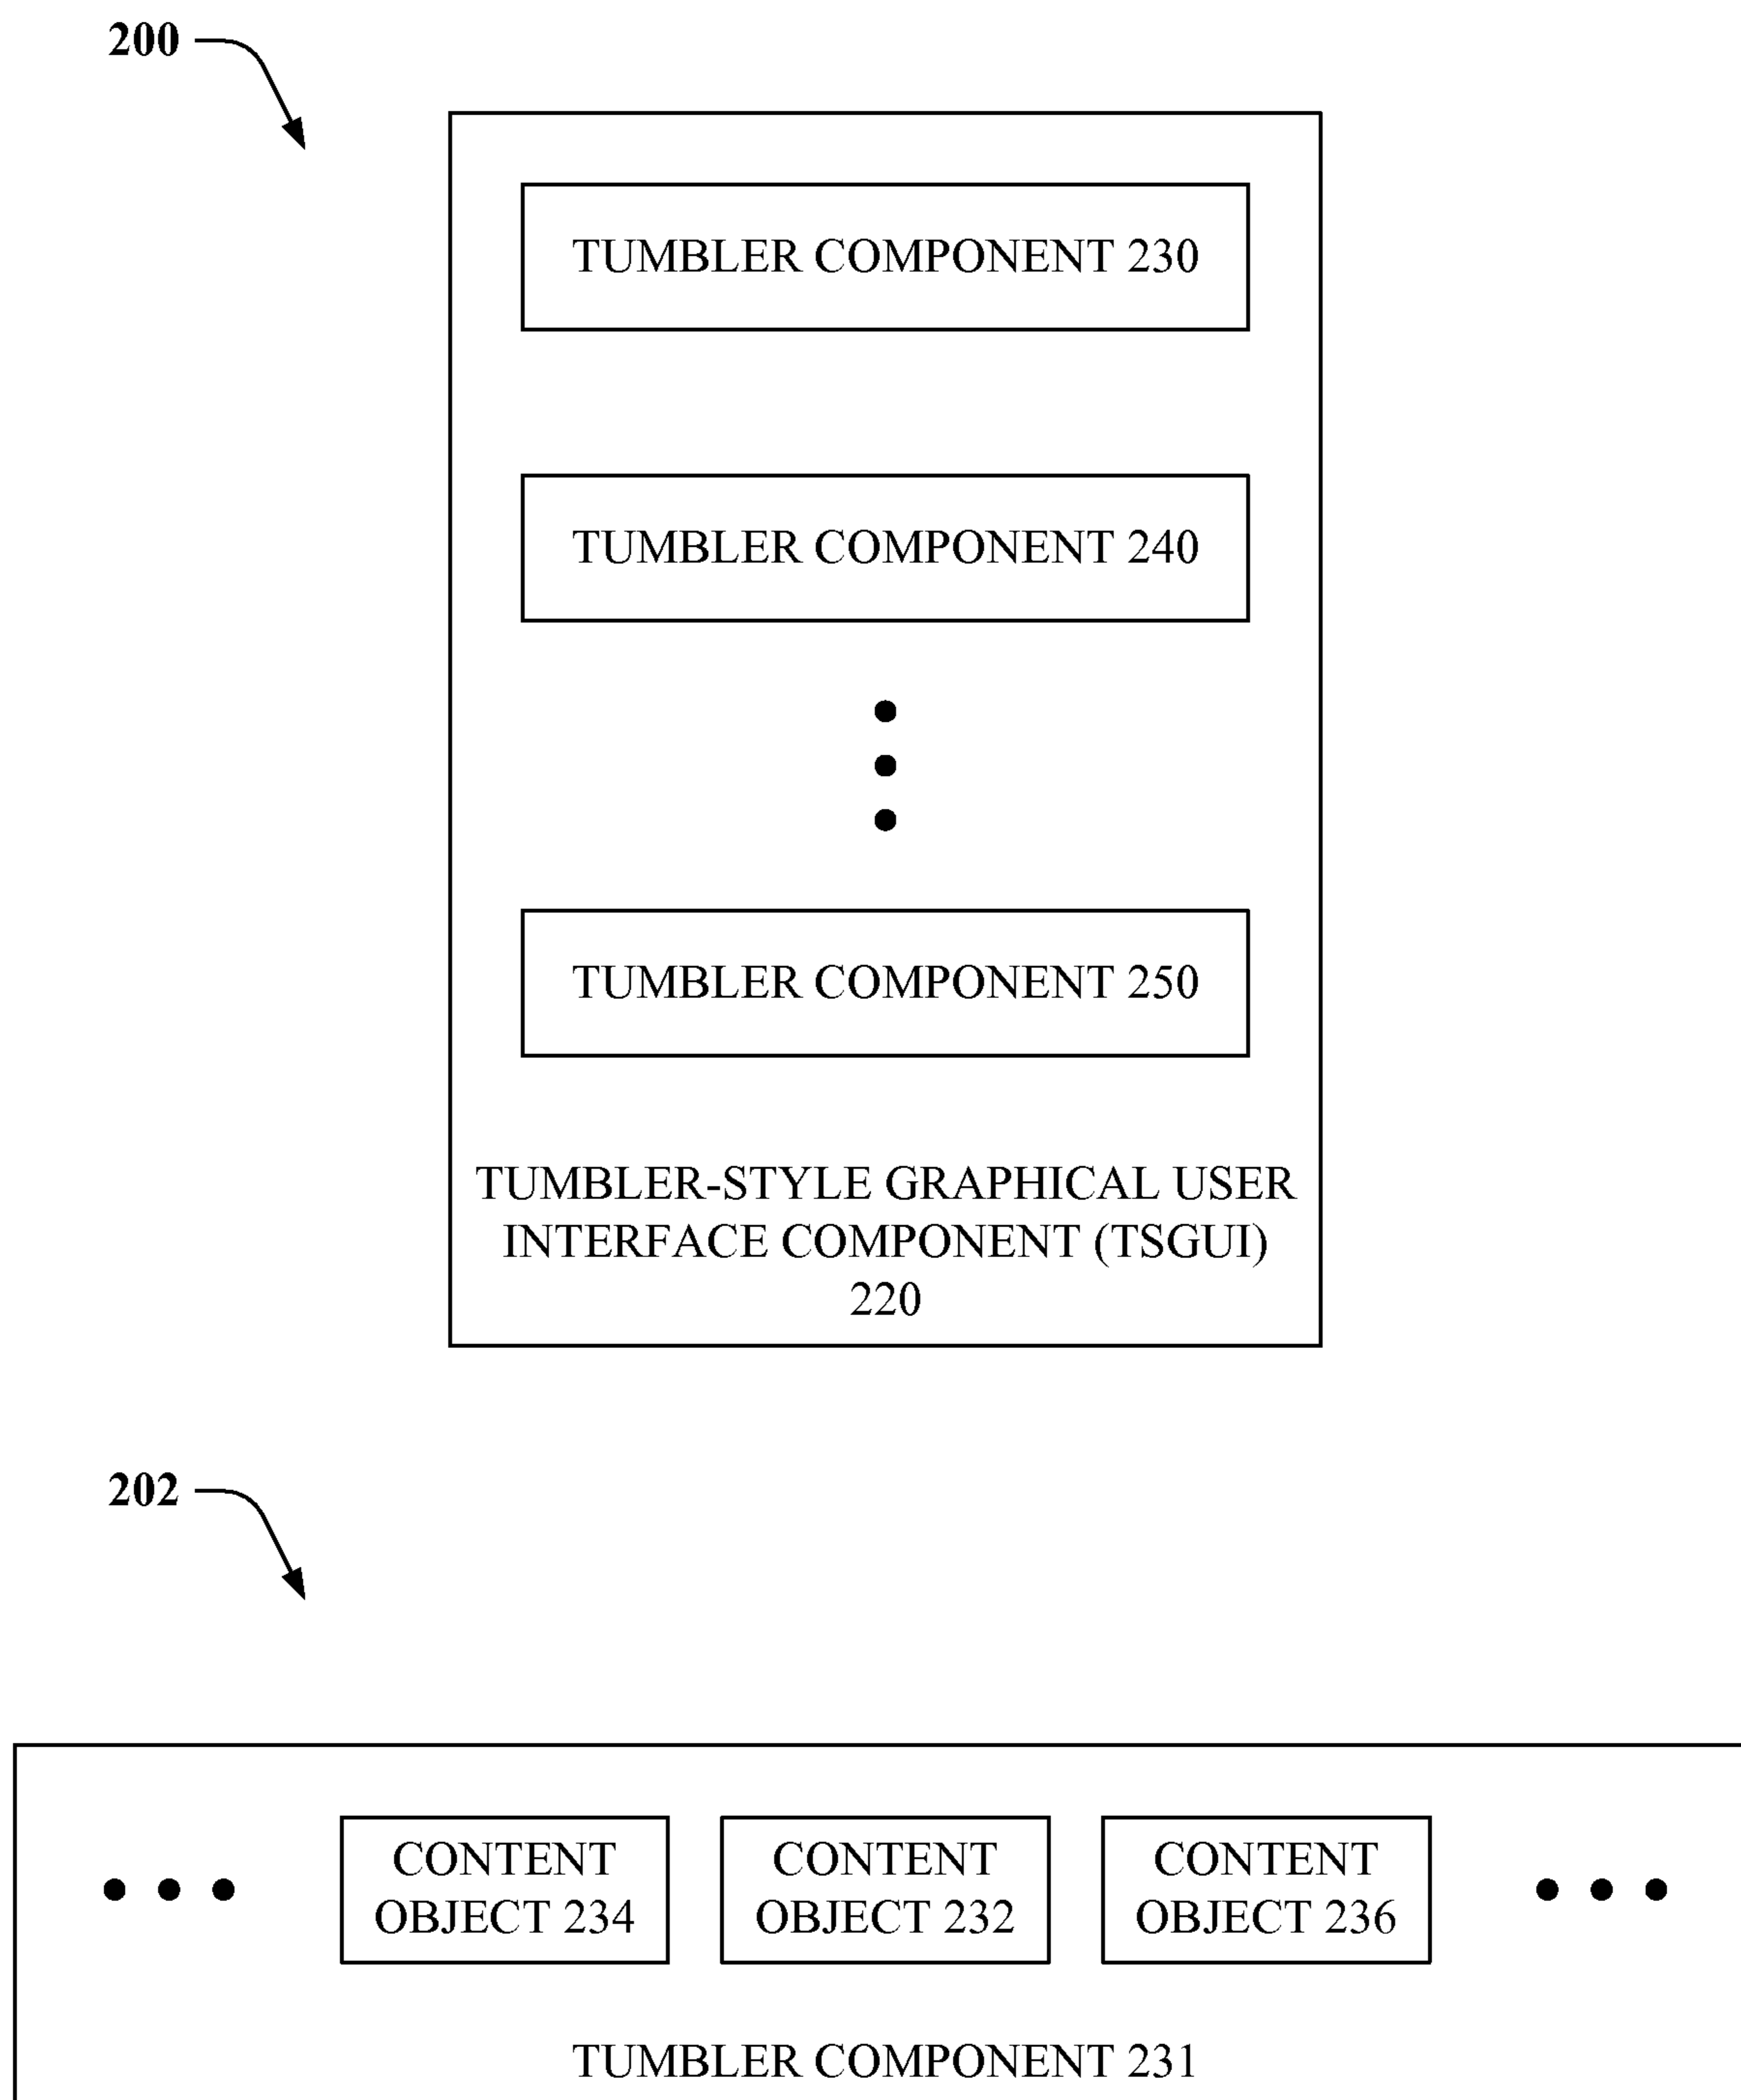 200
TUMBLER COMPONENT 230
TUMBLER COMPONENT 240
TUMBLER COMPONENT 250
TUMBLER-STYLE GRAPHICAL USER
INTERFACE COMPONENT (TSGUI)
220
202
CONTENT
OBJECT 234
CONTENT
OBJECT 232
CONTENT
OBJECT 236
TUMBLER COMPONENT 231